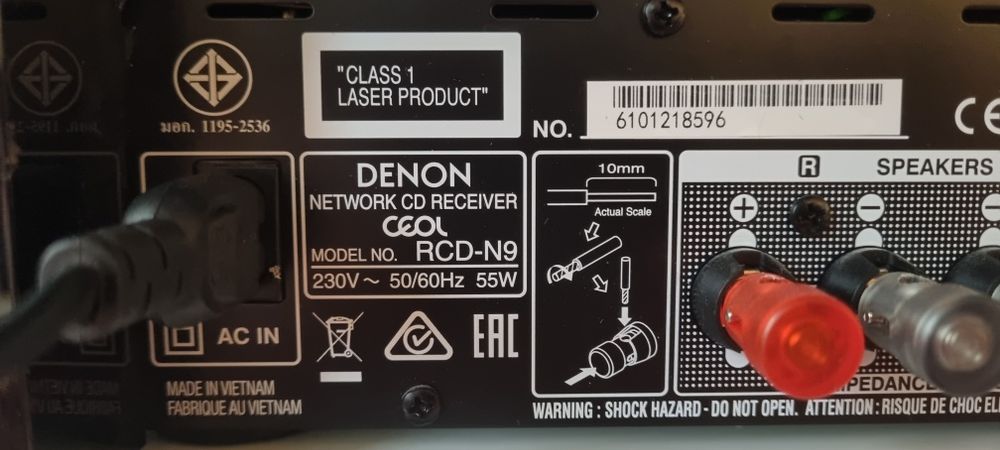 มอก. 1195-2536
"CLASS 1
LASER PRODUCT"
NO.
6101218596
CE
DENON
NETWORK CD RECEIVER
CEOL
MODEL NO. RCD-N9
230V ~ 50/60Hz 55W
AC IN
EAC
MADE IN VIETNAM
FABRIQUE AU VIETNAM
10mm
Actual Scale
R SPEAKERS
+ − −
IMPEDANCE
WARNING : SHOCK HAZARD - DO NOT OPEN. ATTENTION : RISQUE DE CHOC